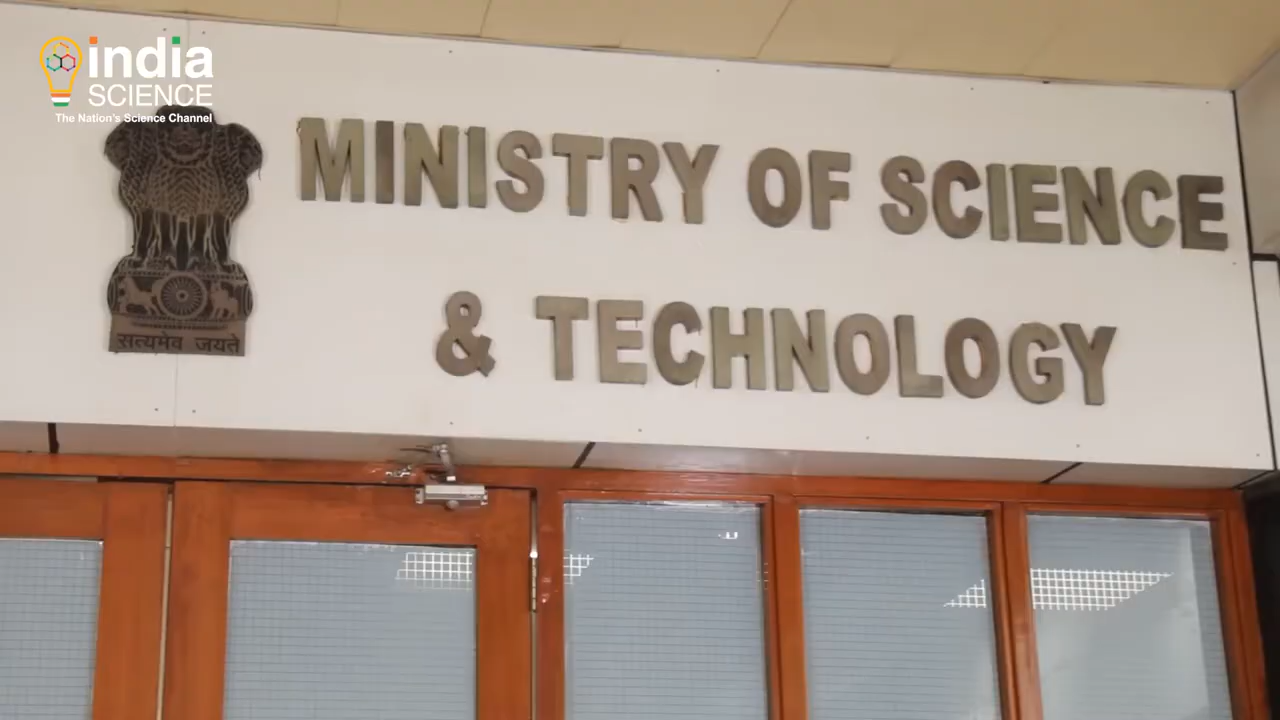 india
SCIENCE
The Nation's Science Channel
MINISTRY OF SCIENCE
& TECHNOLOGY
सत्यमेव जयते